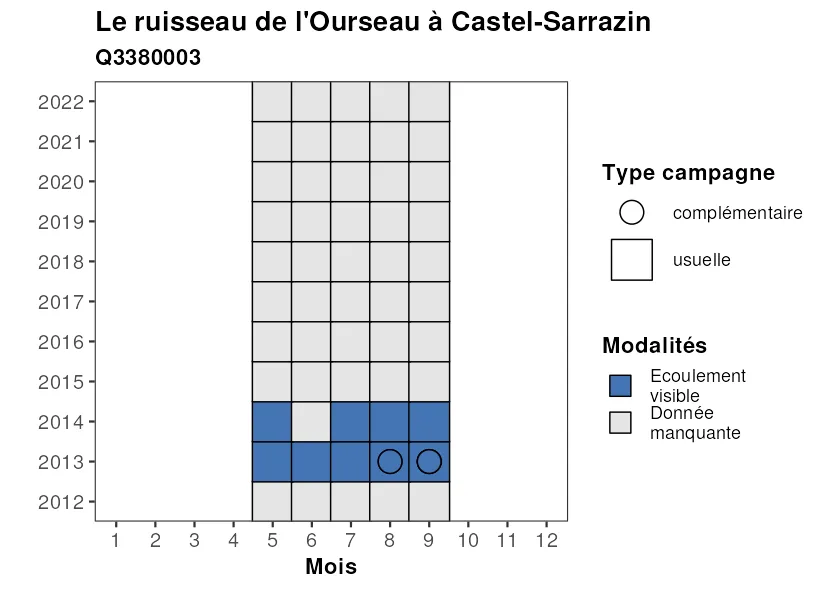 Le ruisseau de l'Ourseau à Castel-Sarrazin
Q3380003
2022
2021
2020
2019
2018
2017
2016
2015
2014
2013
2012
1 2 3 4 5 6 7 8 9 10 11 12
Mois
Type campagne
complémentaire
usuelle
Modalités
Ecoulement
visible
Donnée
manquante